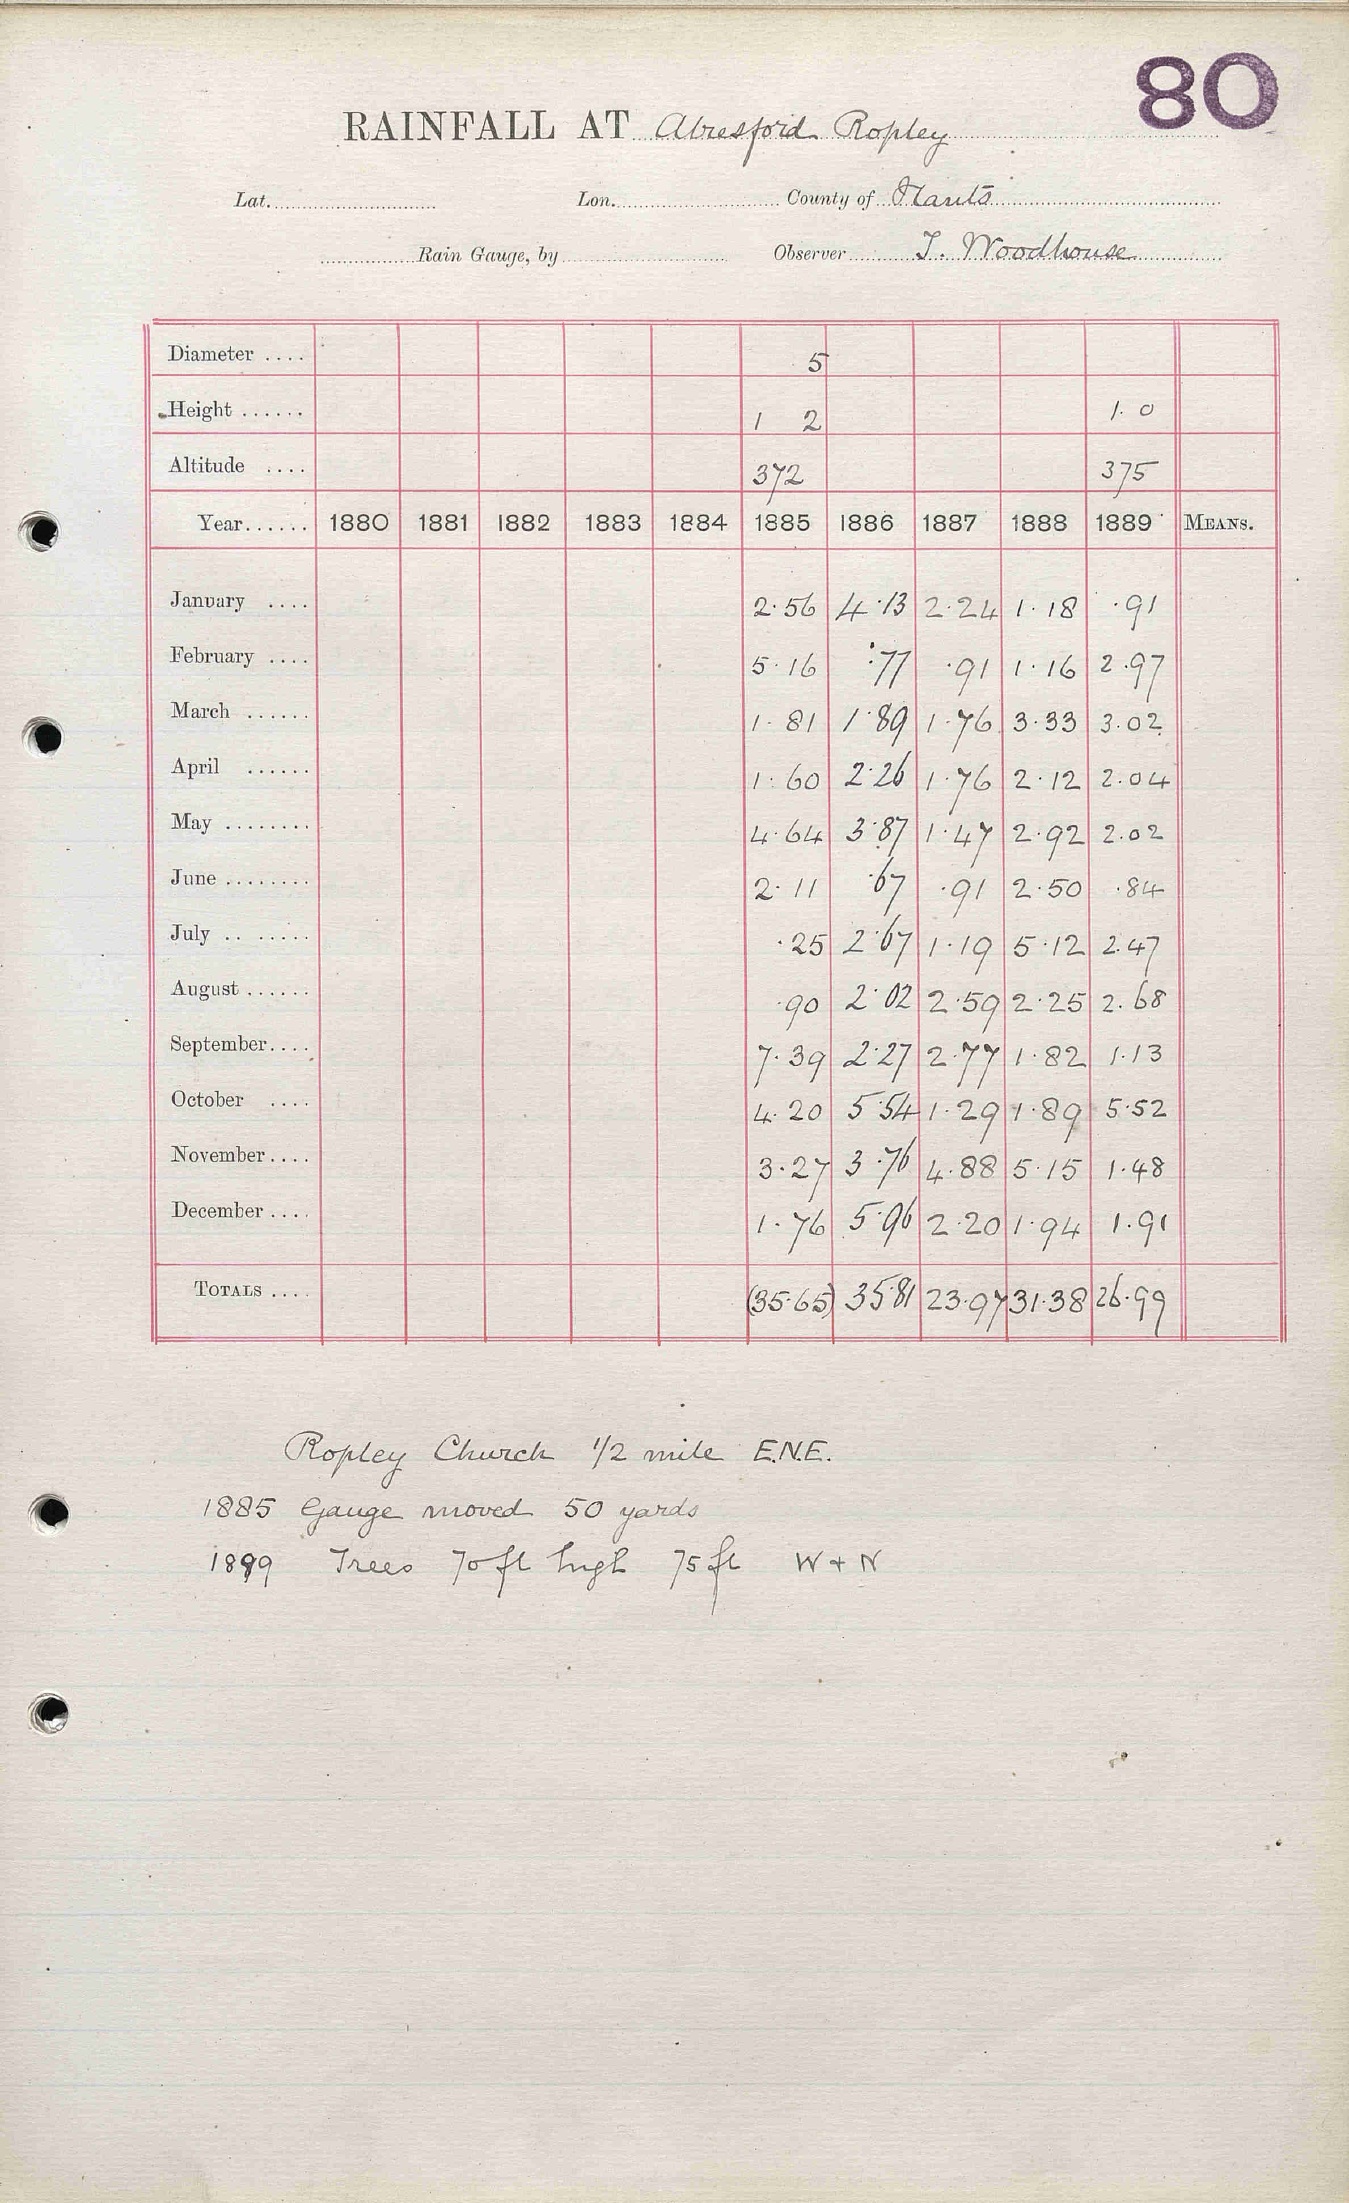 80
RAINFALL AT Alresford Ropley
Lat. Lon. County of Hants
Rain Gauge, by Observer T. Woodhouse
Diameter .... 5
Height ...... 1 2 1.0
Altitude .... 372 375
Year...... 1880 1881 1882 1883 1884 1885 1886 1887 1888 1889 MEANS.
January .... 2.56 4.13 2.24 1.18 .91
February .... 5.16 .77 .91 1.16 2.97
March ...... 1.81 1.89 1.76 3.33 3.02
April ...... 1.60 2.26 1.76 2.12 2.04
May ........ 4.64 3.87 1.47 2.92 2.02
June ........ 2.11 .67 .91 2.50 .84
July .. ..... .25 2.67 1.19 5.12 2.47
August ...... .90 2.02 2.59 2.25 2.68
September.... 7.39 2.27 2.77 1.82 1.13
October .... 4.20 5.54 1.29 1.89 5.52
November.... 3.27 3.76 4.88 5.15 1.48
December .... 1.76 5.96 2.20 1.94 1.91
TOTALS .... (35.65) 35.81 23.97 31.38 26.99
Ropley Church 1/2 mile E.N.E.
1885 Gauge moved 50 yards
Trees 70 ft high 75 ft W + N